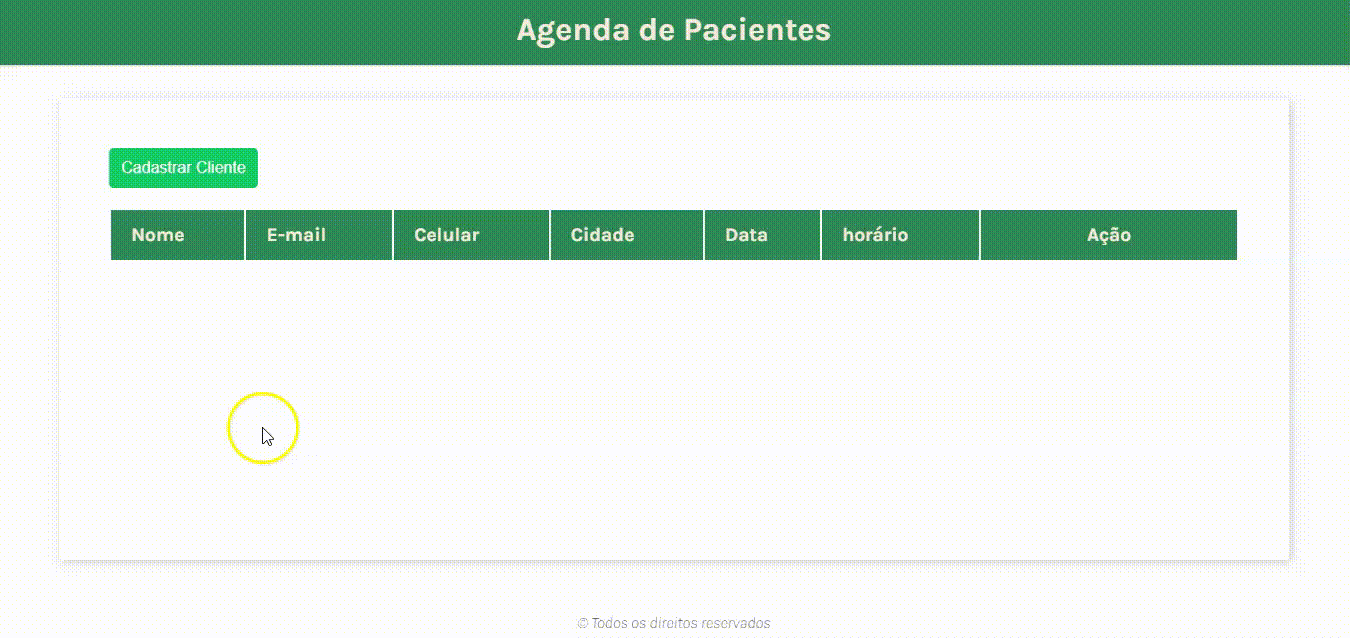 Agenda de Pacientes
Cadastrar Cliente
Nome E-mail Celular Cidade Data horário Ação
© Todos os direitos reservados